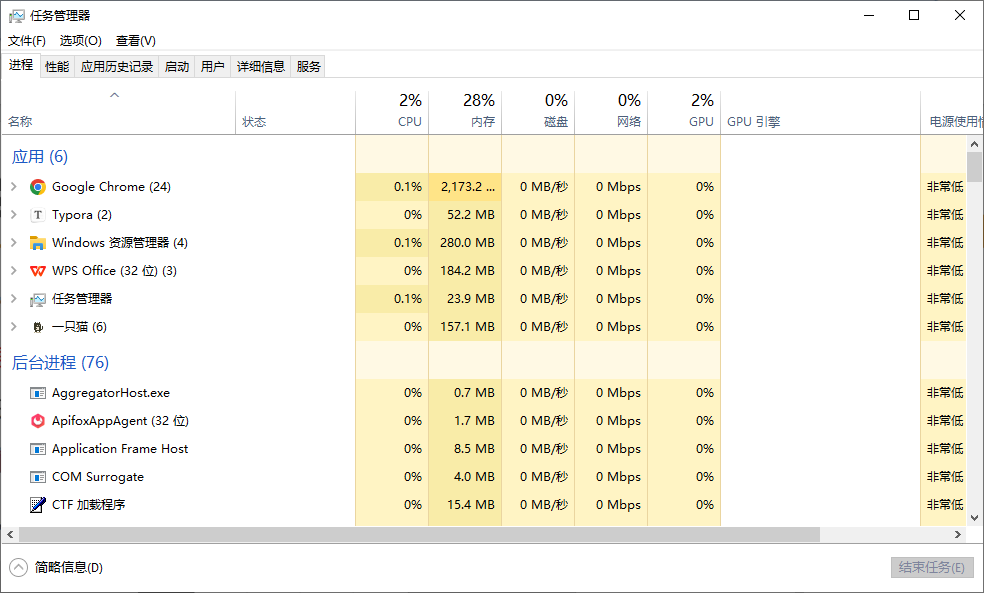 任务管理器
文件(F) 选项(O) 查看(V)
进程 性能 应用历史记录 启动 用户 详细信息 服务
2% 28% 0% 0% 2%
名称 状态 CPU 内存 磁盘 网络 GPU GPU 引擎 电源使用
应用 (6)
Google Chrome (24) 0.1% 2,173.2 ... 0 MB/秒 0 Mbps 0% 非常低
T Typora (2) 0% 52.2 MB 0 MB/秒 0 Mbps 0% 非常低
Windows 资源管理器 (4) 0.1% 280.0 MB 0 MB/秒 0 Mbps 0% 非常低
WPS Office (32 位) (3) 0% 184.2 MB 0 MB/秒 0 Mbps 0% 非常低
任务管理器 0.1% 23.9 MB 0 MB/秒 0 Mbps 0% 非常低
一只猫 (6) 0% 157.1 MB 0 MB/秒 0 Mbps 0% 非常低
后台进程 (76)
AggregatorHost.exe 0% 0.7 MB 0 MB/秒 0 Mbps 0% 非常低
ApifoxAppAgent (32 位) 0% 1.7 MB 0 MB/秒 0 Mbps 0% 非常低
Application Frame Host 0% 8.5 MB 0 MB/秒 0 Mbps 0% 非常低
COM Surrogate 0% 4.0 MB 0 MB/秒 0 Mbps 0% 非常低
CTF 加载程序 0% 15.4 MB 0 MB/秒 0 Mbps 0% 非常低
简略信息(D) 结束任务(E)